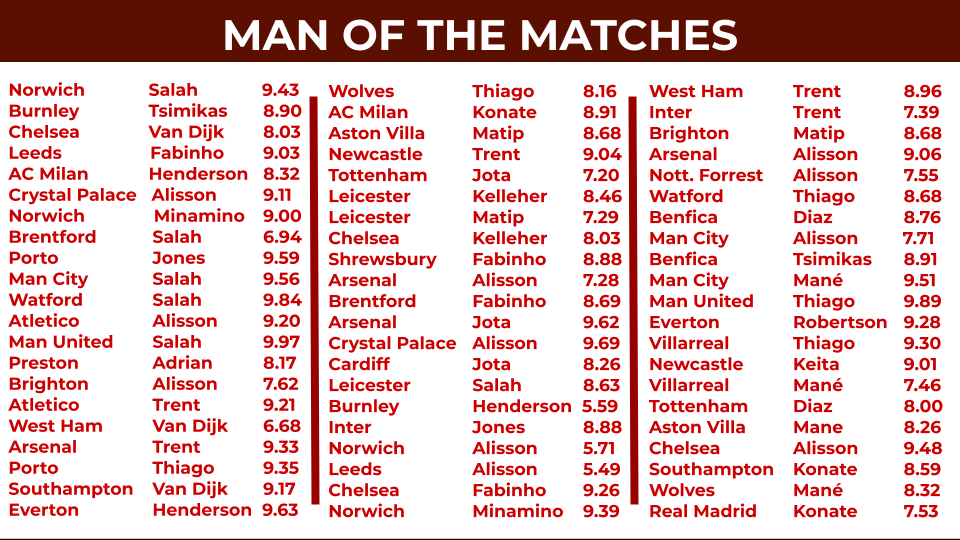 MAN OF THE MATCHES
Norwich Salah 9.43
Burnley Tsimikas 8.90
Chelsea Van Dijk 8.03
Leeds Fabinho 9.03
AC Milan Henderson 8.32
Crystal Palace Alisson 9.11
Norwich Minamino 9.00
Brentford Salah 6.94
Porto Jones 9.59
Man City Salah 9.56
Watford Salah 9.84
Atletico Alisson 9.20
Man United Salah 9.97
Preston Adrian 8.17
Brighton Alisson 7.62
Atletico Trent 9.21
West Ham Van Dijk 6.68
Arsenal Trent 9.33
Porto Thiago 9.35
Southampton Van Dijk 9.17
Everton Henderson 9.63
Wolves Thiago 8.16
AC Milan Konate 8.91
Aston Villa Matip 8.68
Newcastle Trent 9.04
Tottenham Jota 7.20
Leicester Kelleher 8.46
Leicester Matip 7.29
Chelsea Kelleher 8.03
Shrewsbury Fabinho 8.88
Arsenal Alisson 7.28
Brentford Fabinho 8.69
Arsenal Jota 9.62
Crystal Palace Alisson 9.69
Cardiff Jota 8.26
Leicester Salah 8.63
Burnley Henderson 5.59
Inter Jones 8.88
Norwich Alisson 5.71
Leeds Alisson 5.49
Chelsea Fabinho 9.26
Norwich Minamino 9.39
West Ham Trent 8.96
Inter Trent 7.39
Brighton Matip 8.68
Arsenal Alisson 9.06
Nott. Forrest Alisson 7.55
Watford Thiago 8.68
Benfica Diaz 8.76
Man City Alisson 7.71
Benfica Tsimikas 8.91
Man City Mané 9.51
Man United Thiago 9.89
Everton Robertson 9.28
Villarreal Thiago 9.30
Newcastle Keita 9.01
Villarreal Mané 7.46
Tottenham Diaz 8.00
Aston Villa Mane 8.26
Chelsea Alisson 9.48
Southampton Konate 8.59
Wolves Mané 8.32
Real Madrid Konate 7.53